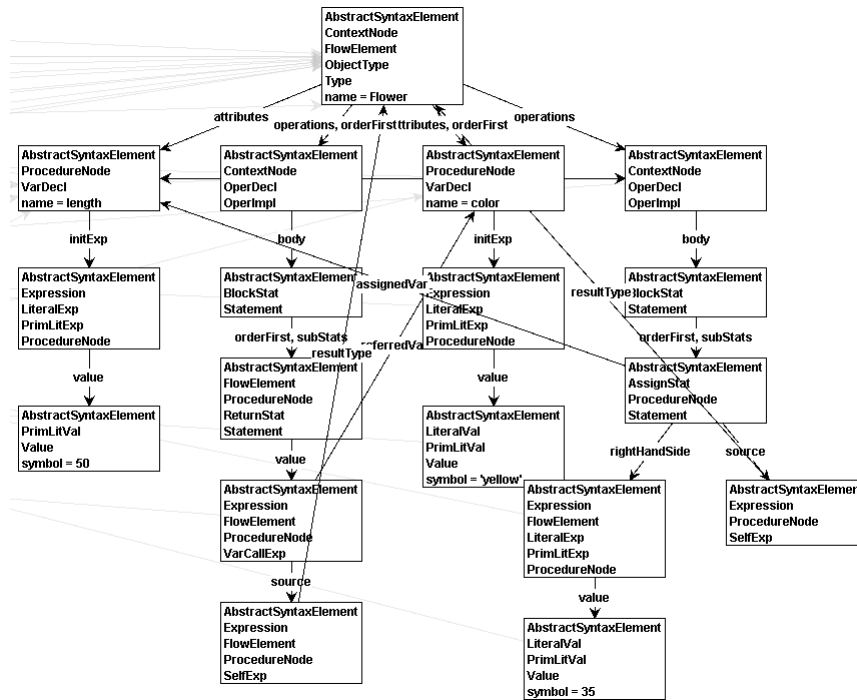 AbstractSyntaxElement
ContextNode
FlowElement
ObjectType
Type
name = Flower
attributes
operations, orderFirst
ttributes, orderFirst
operations
AbstractSyntaxElement
ProcedureNode
VarDecl
name = length
AbstractSyntaxElement
ContextNode
OperDecl
OperImpl
AbstractSyntaxElement
ProcedureNode
VarDecl
name = color
AbstractSyntaxElement
ContextNode
OperDecl
OperImpl
initExp
body
initExp
body
AbstractSyntaxElement
Expression
LiteralExp
PrimLitExp
ProcedureNode
AbstractSyntaxElement
BlockStat
Statement
assignedVar
AbstractSyntaxElement
Expression
LiteralExp
PrimLitExp
ProcedureNode
resultType
AbstractSyntaxElement
BlockStat
Statement
value
orderFirst, subStats
resultType
referredVa
value
orderFirst, subStats
AbstractSyntaxElement
PrimLitVal
Value
symbol = 50
AbstractSyntaxElement
FlowElement
ProcedureNode
ReturnStat
Statement
AbstractSyntaxElement
LiteralVal
PrimLitVal
Value
symbol = 'yellow'
AbstractSyntaxElement
AssignStat
ProcedureNode
Statement
value
rightHandSide
source
AbstractSyntaxElement
Expression
FlowElement
ProcedureNode
VarCallExp
AbstractSyntaxElement
Expression
FlowElement
LiteralExp
PrimLitExp
ProcedureNode
AbstractSyntaxElement
Expression
ProcedureNode
SelfExp
source
value
AbstractSyntaxElement
Expression
FlowElement
ProcedureNode
SelfExp
AbstractSyntaxElement
LiteralVal
PrimLitVal
Value
symbol = 35